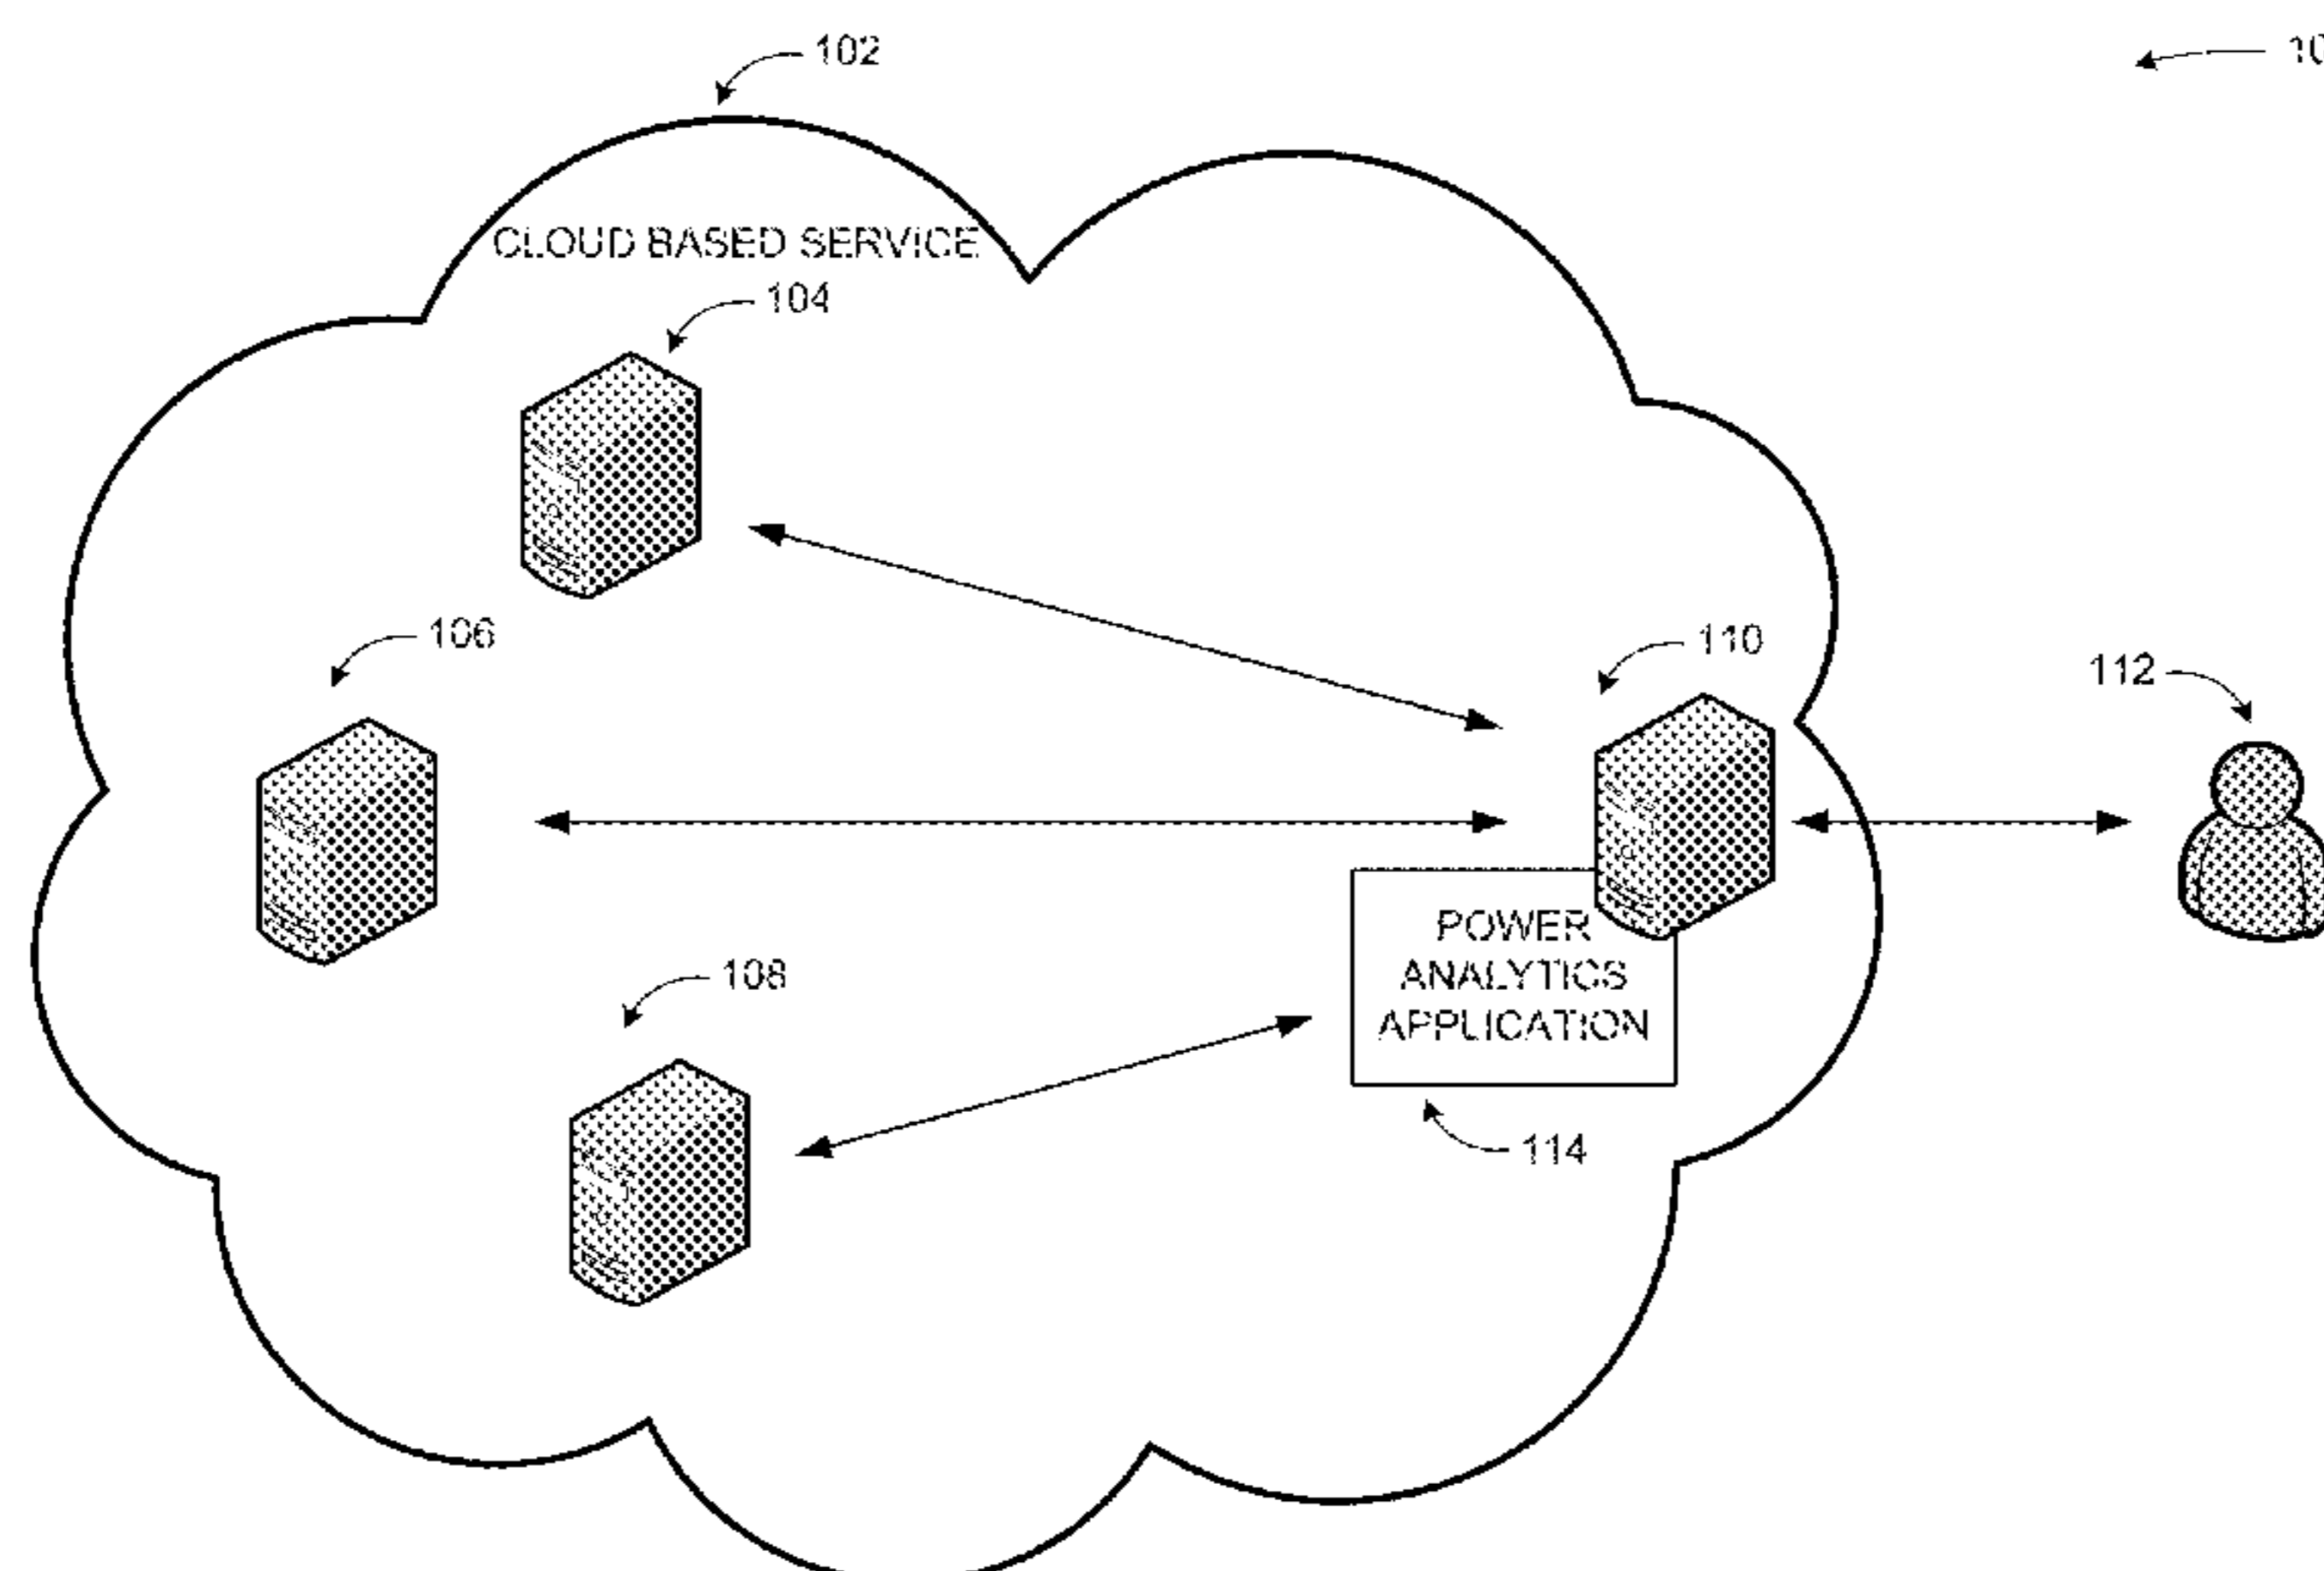 102
CLOUD BASED SERVICE
104
106
110
112
108
POWER
ANALYTICS
APPLICATION
114